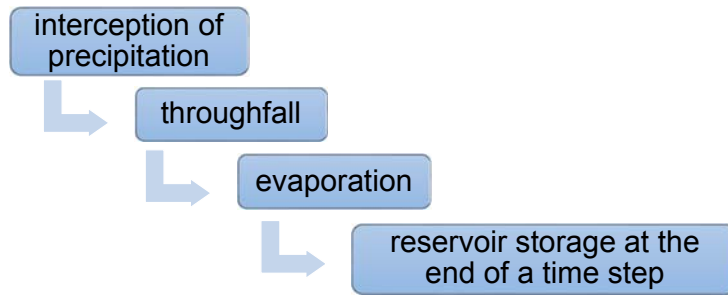 interception of
precipitation
throughfall
evaporation
reservoir storage at the
end of a time step